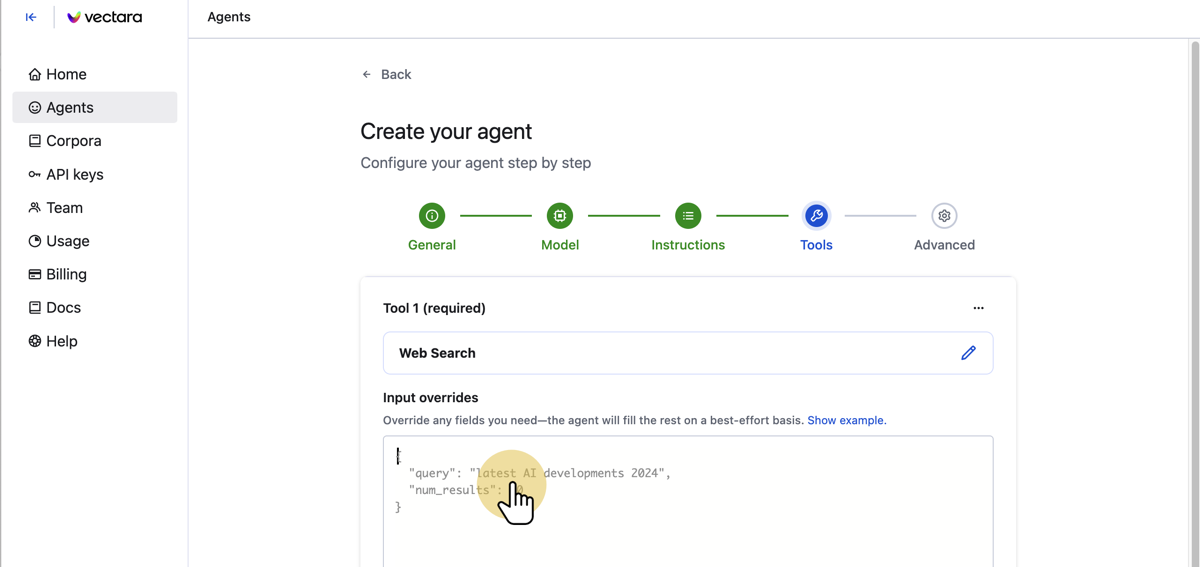 vectara
Agents
Home
Agents
Corpora
API keys
Team
Usage
Billing
Docs
Help
Back
Create your agent
Configure your agent step by step
General
Model
Instructions
Tools
Advanced
Tool 1 (required)
Web Search
Input overrides
Override any fields you need—the agent will fill the rest on a best-effort basis. Show example.
{
"query": "latest AI developments 2024",
"num_results":
}